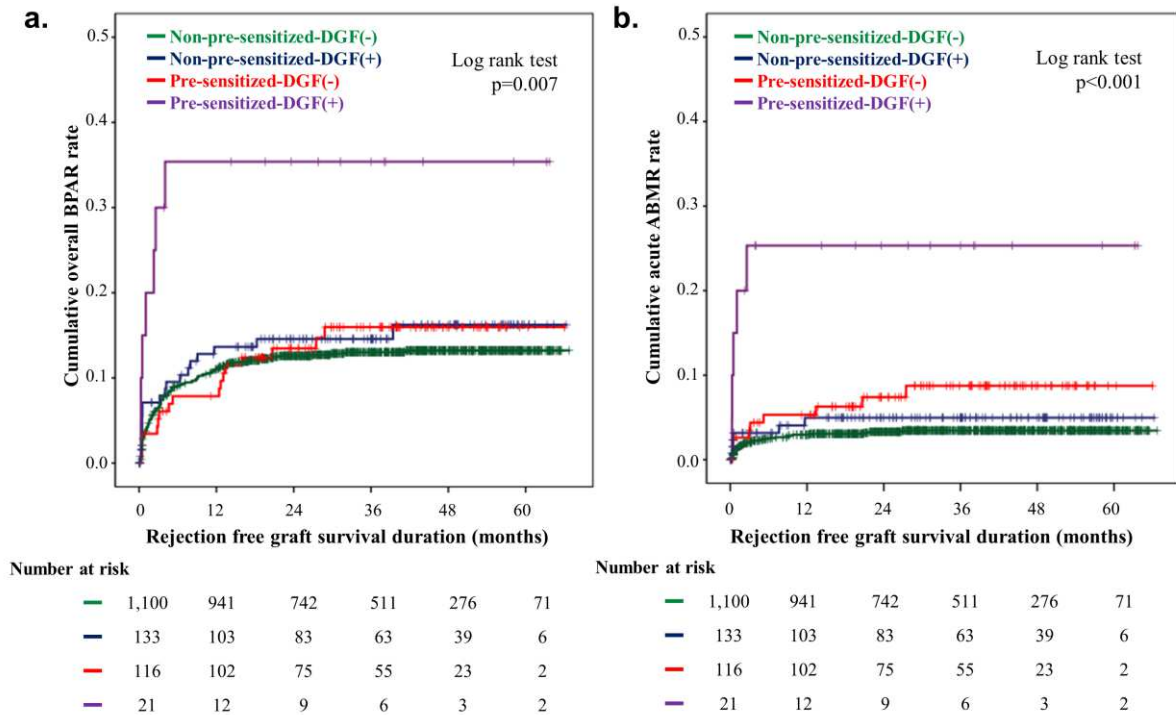 a.
Non-pre-sensitized-DGF(-)
Non-pre-sensitized-DGF(+)
Pre-sensitized-DGF(-)
Pre-sensitized-DGF(+)
Log rank test
p=0.007
Cumulative overall BPAR rate
0.5
0.4
0.3
0.2
0.1
0.0
0 12 24 36 48 60
Rejection free graft survival duration (months)
Number at risk
1,100 941 742 511 276 71
133 103 83 63 39 6
116 102 75 55 23 2
21 12 9 6 3 2
b.
Non-pre-sensitized-DGF(-)
Non-pre-sensitized-DGF(+)
Pre-sensitized-DGF(-)
Pre-sensitized-DGF(+)
Log rank test
p<0.001
Cumulative acute ABMR rate
0.5
0.4
0.3
0.2
0.1
0.0
0 12 24 36 48 60
Rejection free graft survival duration (months)
Number at risk
1,100 941 742 511 276 71
133 103 83 63 39 6
116 102 75 55 23 2
21 12 9 6 3 2